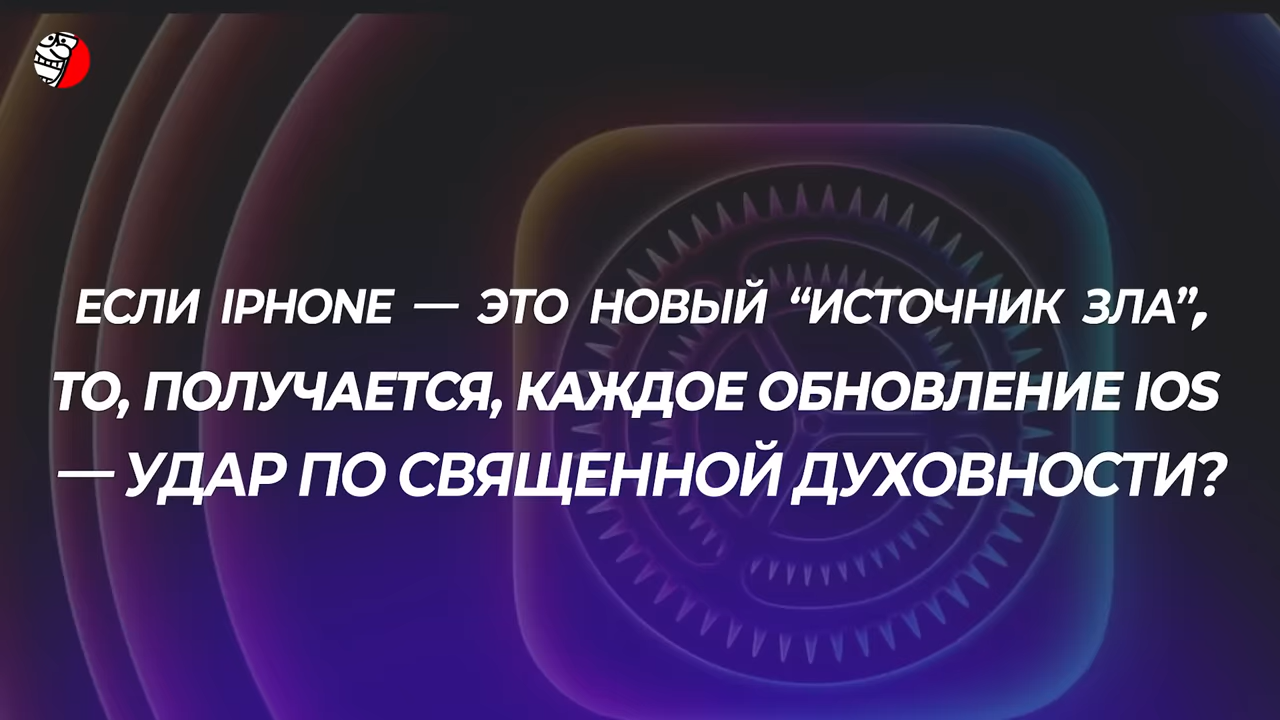 ЕСЛИ IPHONE — ЭТО НОВЫЙ “ИСТОЧНИК ЗЛА”,
ТО, ПОЛУЧАЕТСЯ, КАЖДОЕ ОБНОВЛЕНИЕ IOS
— УДАР ПО СВЯЩЕННОЙ ДУХОВНОСТИ?